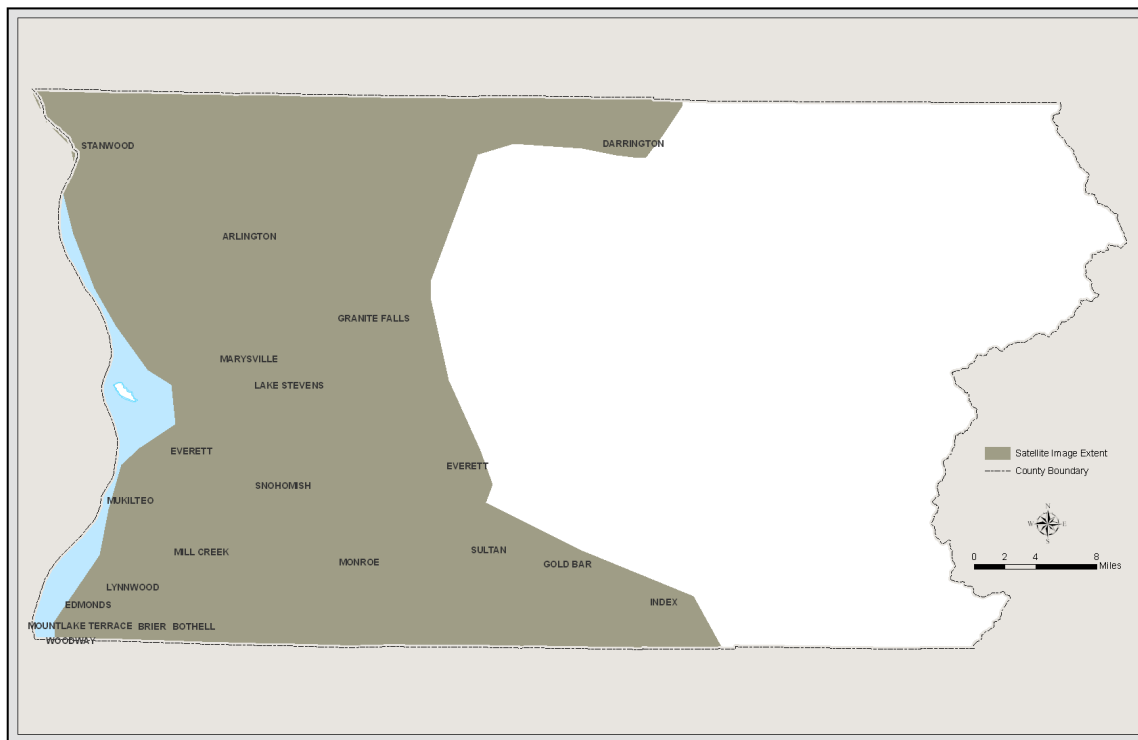 STANWOOD
DARRINGTON
ARLINGTON
GRANITE FALLS
MARYSVILLE
LAKE STEVENS
EVERETT
EVERETT
SNOHOMISH
MUKILTEO
MILL CREEK
SULTAN
MONROE
GOLD BAR
LYNNWOOD
EDMONDS
INDEX
MOUNTLAKE TERRACE
BRIER
BOTHELL
WOODWAY
Satellite Image Extent
County Boundary
N
W
E
S
0 2 4 8
Miles